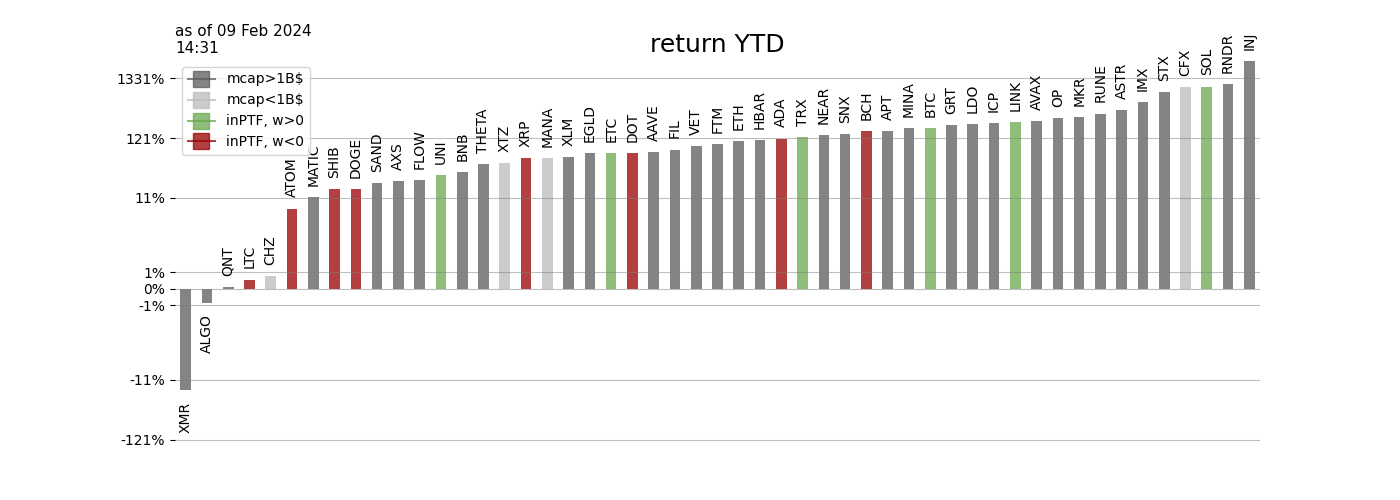 as of 09 Feb 2024
14:31
return YTD
mcap>1B$
mcap<1B$
inPTF, w>0
inPTF, w<0
1331%
121%
11%
1%
0%
-1%
-11%
-121%
XMR
ALGO
QNT
LTC
CHZ
ATOM
MATIC
SHIB
DOGE
SAND
AXS
FLOW
UNI
BNB
THETA
XTZ
XRP
MANA
XLM
EGLD
ETC
DOT
AAVE
FIL
VET
FTM
ETH
HBAR
ADA
TRX
NEAR
SNX
BCH
APT
MINA
BTC
GRT
LDO
ICP
LINK
AVAX
OP
MKR
RUNE
ASTR
IMX
STX
CFX
SOL
RNDR
INJ